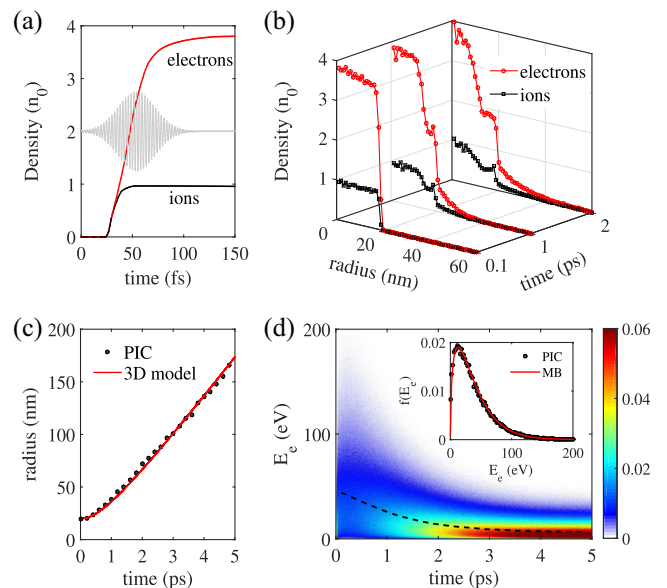 (a)
4
3
2
1
0
Density (n0)
electrons
ions
0 50 100 150
time (fs)
(b)
4
3
2
1
0
Density (n0)
electrons
ions
20 40 60
radius (nm)
0.1 1 2
time (ps)
(c)
200
150
100
50
0
radius (nm)
PIC
3D model
0 1 2 3 4 5
time (ps)
(d)
200
100
0
E_e (eV)
0.02
0.01
0
f(E_e)
PIC
MB
0 100 200
E_e (eV)
0 1 2 3 4 5
time (ps)
0.06
0.04
0.02
0